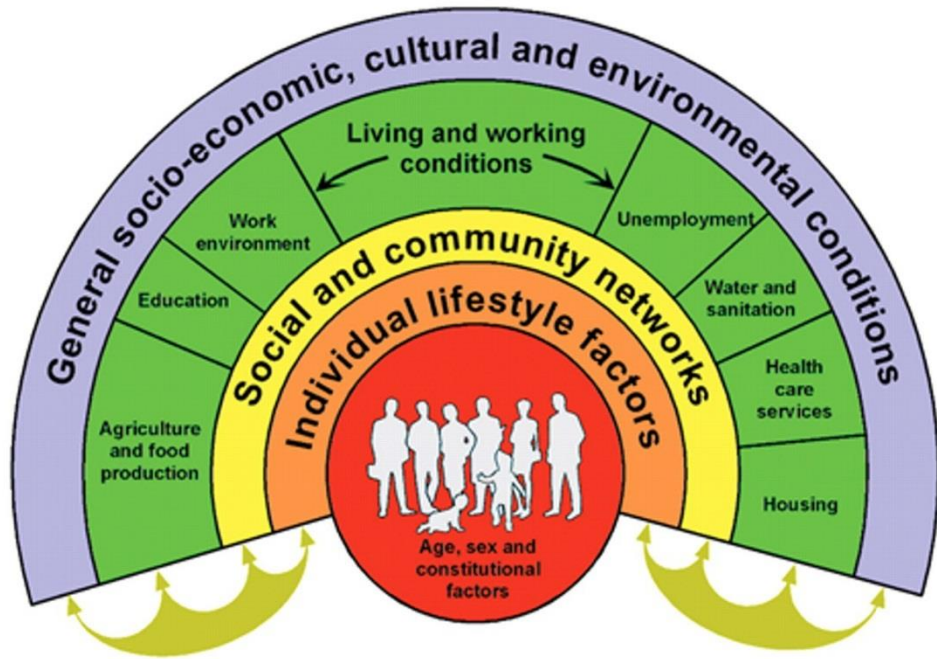 General socio-economic, cultural and environmental conditions
Living and working
conditions
Work
environment
Education
Agriculture
and food
production
Unemployment
Water and
sanitation
Health
care
services
Housing
Social and community networks
Individual lifestyle factors
Age, sex and
constitutional
factors